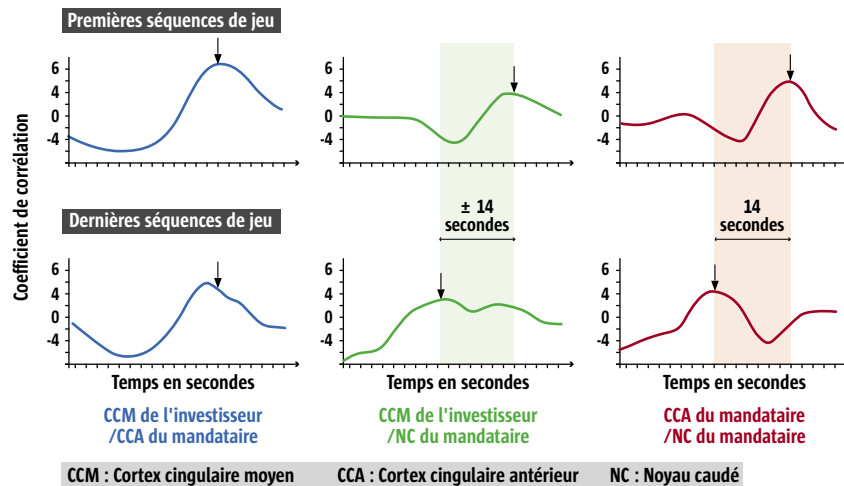 Premières séquences de jeu
Coefficient de corrélation
6
4
0
-4
6
4
0
-4
6
4
0
-4
Dernières séquences de jeu
± 14
secondes
14
secondes
6
4
0
-4
6
4
0
-4
6
4
0
-4
Temps en secondes
Temps en secondes
Temps en secondes
CCM de l'investisseur
/CCA du mandataire
CCM de l'investisseur
/NC du mandataire
CCA du mandataire
/NC du mandataire
CCM : Cortex cingulaire moyen CCA : Cortex cingulaire antérieur NC : Noyau caudé